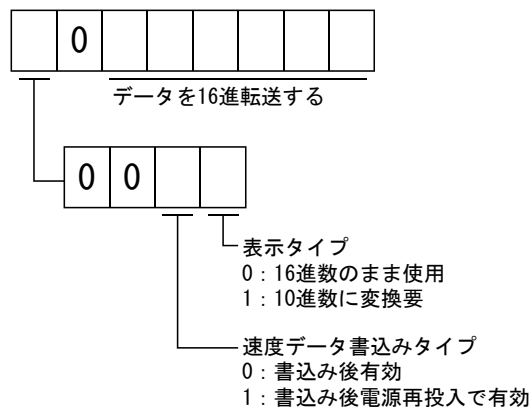 0
データを16進転送する
0 0
表示タイプ
0：16進数のまま使用
1：10進数に変換要
速度データ書込みタイプ
0：書込み後有効
1：書込み後電源再投入で有効